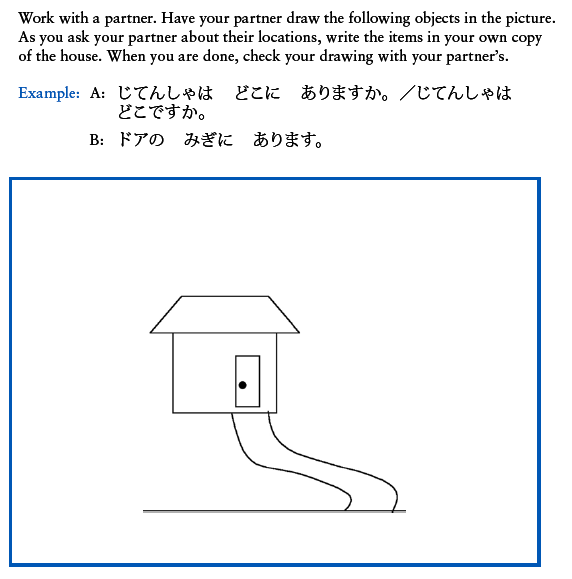 Work with a partner. Have your partner draw the following objects in the picture.
As you ask your partner about their locations, write the items in your own copy
of the house. When you are done, check your drawing with your partner's.
Example: A: じてんしゃは どこに ありますか。／じてんしゃは
どこですか。
B: ドアの みぎに あります。